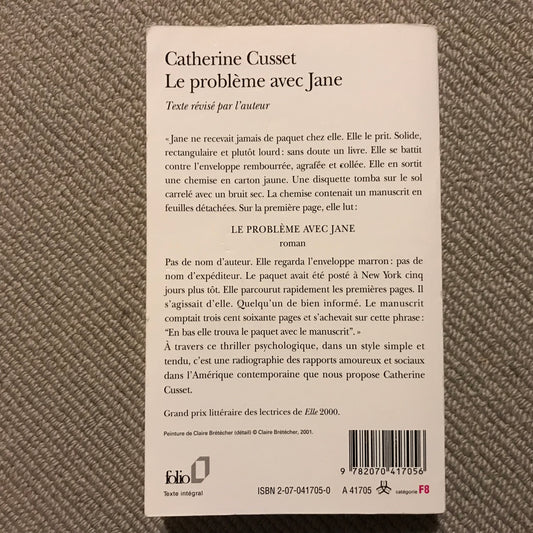 Catherine Cusset
Le problème avec Jane
Texte révisé par l'auteur
« Jane ne recevait jamais de paquet chez elle. Elle le prit. Solide,
rectangulaire et plutôt lourd : sans doute un livre. Elle se battit
contre l'enveloppe rembourrée, agrafée et collée. Elle en sortit
une chemise en carton jaune. Une disquette tomba sur le sol
carrelé avec un bruit sec. La chemise contenait un manuscrit en
feuilles détachées. Sur la première page, elle lut :
LE PROBLÈME AVEC JANE
roman
Pas de nom d'auteur. Elle regarda l'enveloppe marron : pas de
nom d'expéditeur. Le paquet avait été posté à New York cinq
jours plus tôt. Elle parcourut rapidement les premières pages. Il
s'agissait d'elle. Quelqu'un de bien informé. Le manuscrit
comptait trois cent soixante pages et s'achevait sur cette phrase :
“En bas elle trouva le paquet avec le manuscrit”. »
À travers ce thriller psychologique, dans un style simple et
tendu, c'est une radiographie des rapports amoureux et sociaux
dans l'Amérique contemporaine que nous propose Catherine
Cusset.
Grand prix littéraire des lectrices de Elle 2000.
Peinture de Claire Brétécher (détail) © Claire Brétécher, 2001.
9 782070 417056
folio
Texte intégral
ISBN 2-07-041705-0 A 41705 catégorie F8